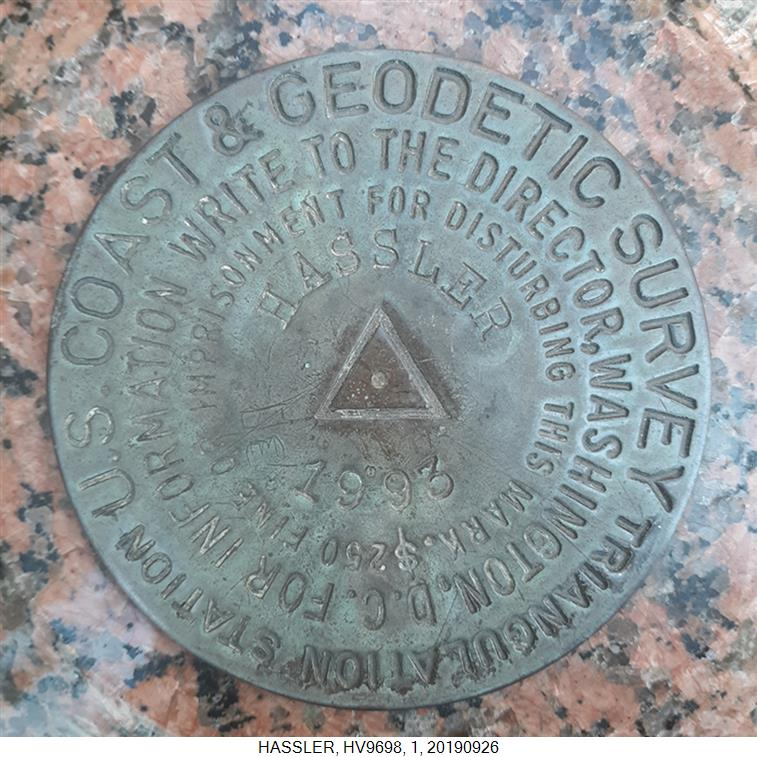 U.S. COAST & GEODETIC SURVEY TRIANGULATION STATION
FOR INFORMATION WRITE TO THE DIRECTOR, WASHINGTON, D.C.
$250 FINE OR IMPRISONMENT FOR DISTURBING THIS MARK.
HASSLER
1993
HASSLER, HV9698, 1, 20190926